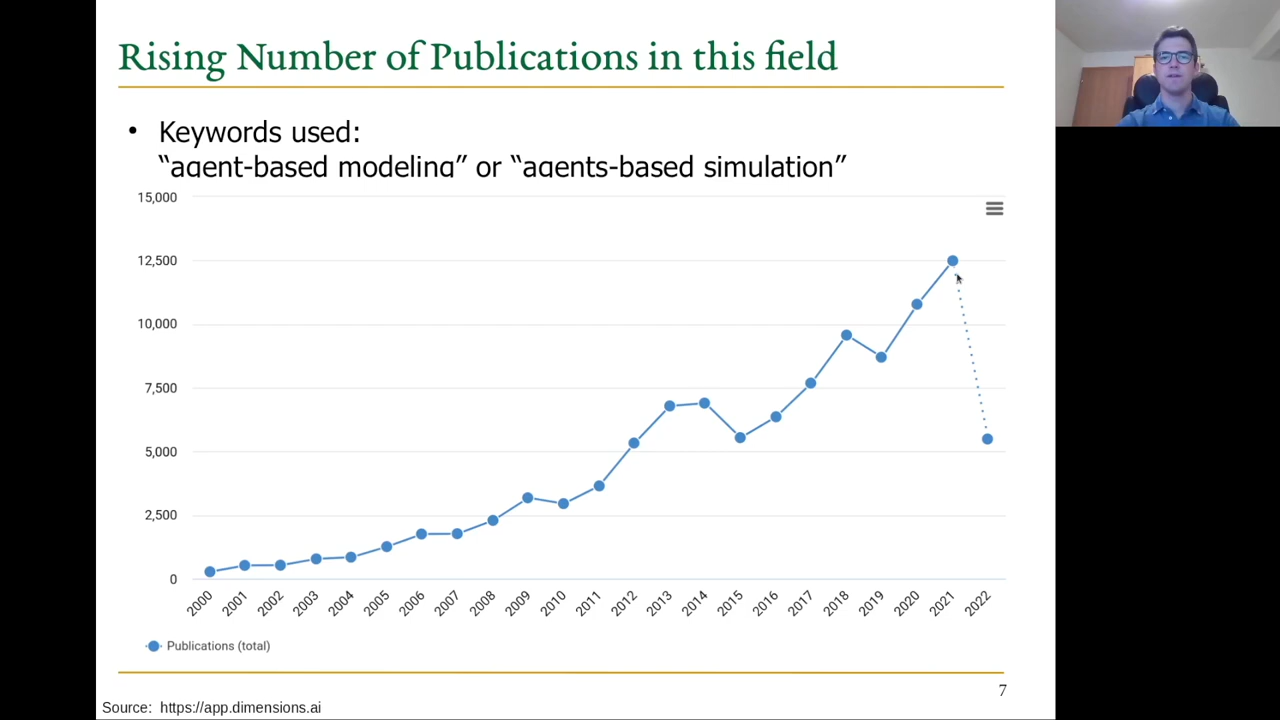 Rising Number of Publications in this field
• Keywords used:
“agent-based modeling” or “agents-based simulation”
15,000
12,500
10,000
7,500
5,000
2,500
0
2000 2001 2002 2003 2004 2005 2006 2007 2008 2009 2010 2011 2012 2013 2014 2015 2016 2017 2018 2019 2020 2021 2022
Publications (total)
7
Source: https://app.dimensions.ai